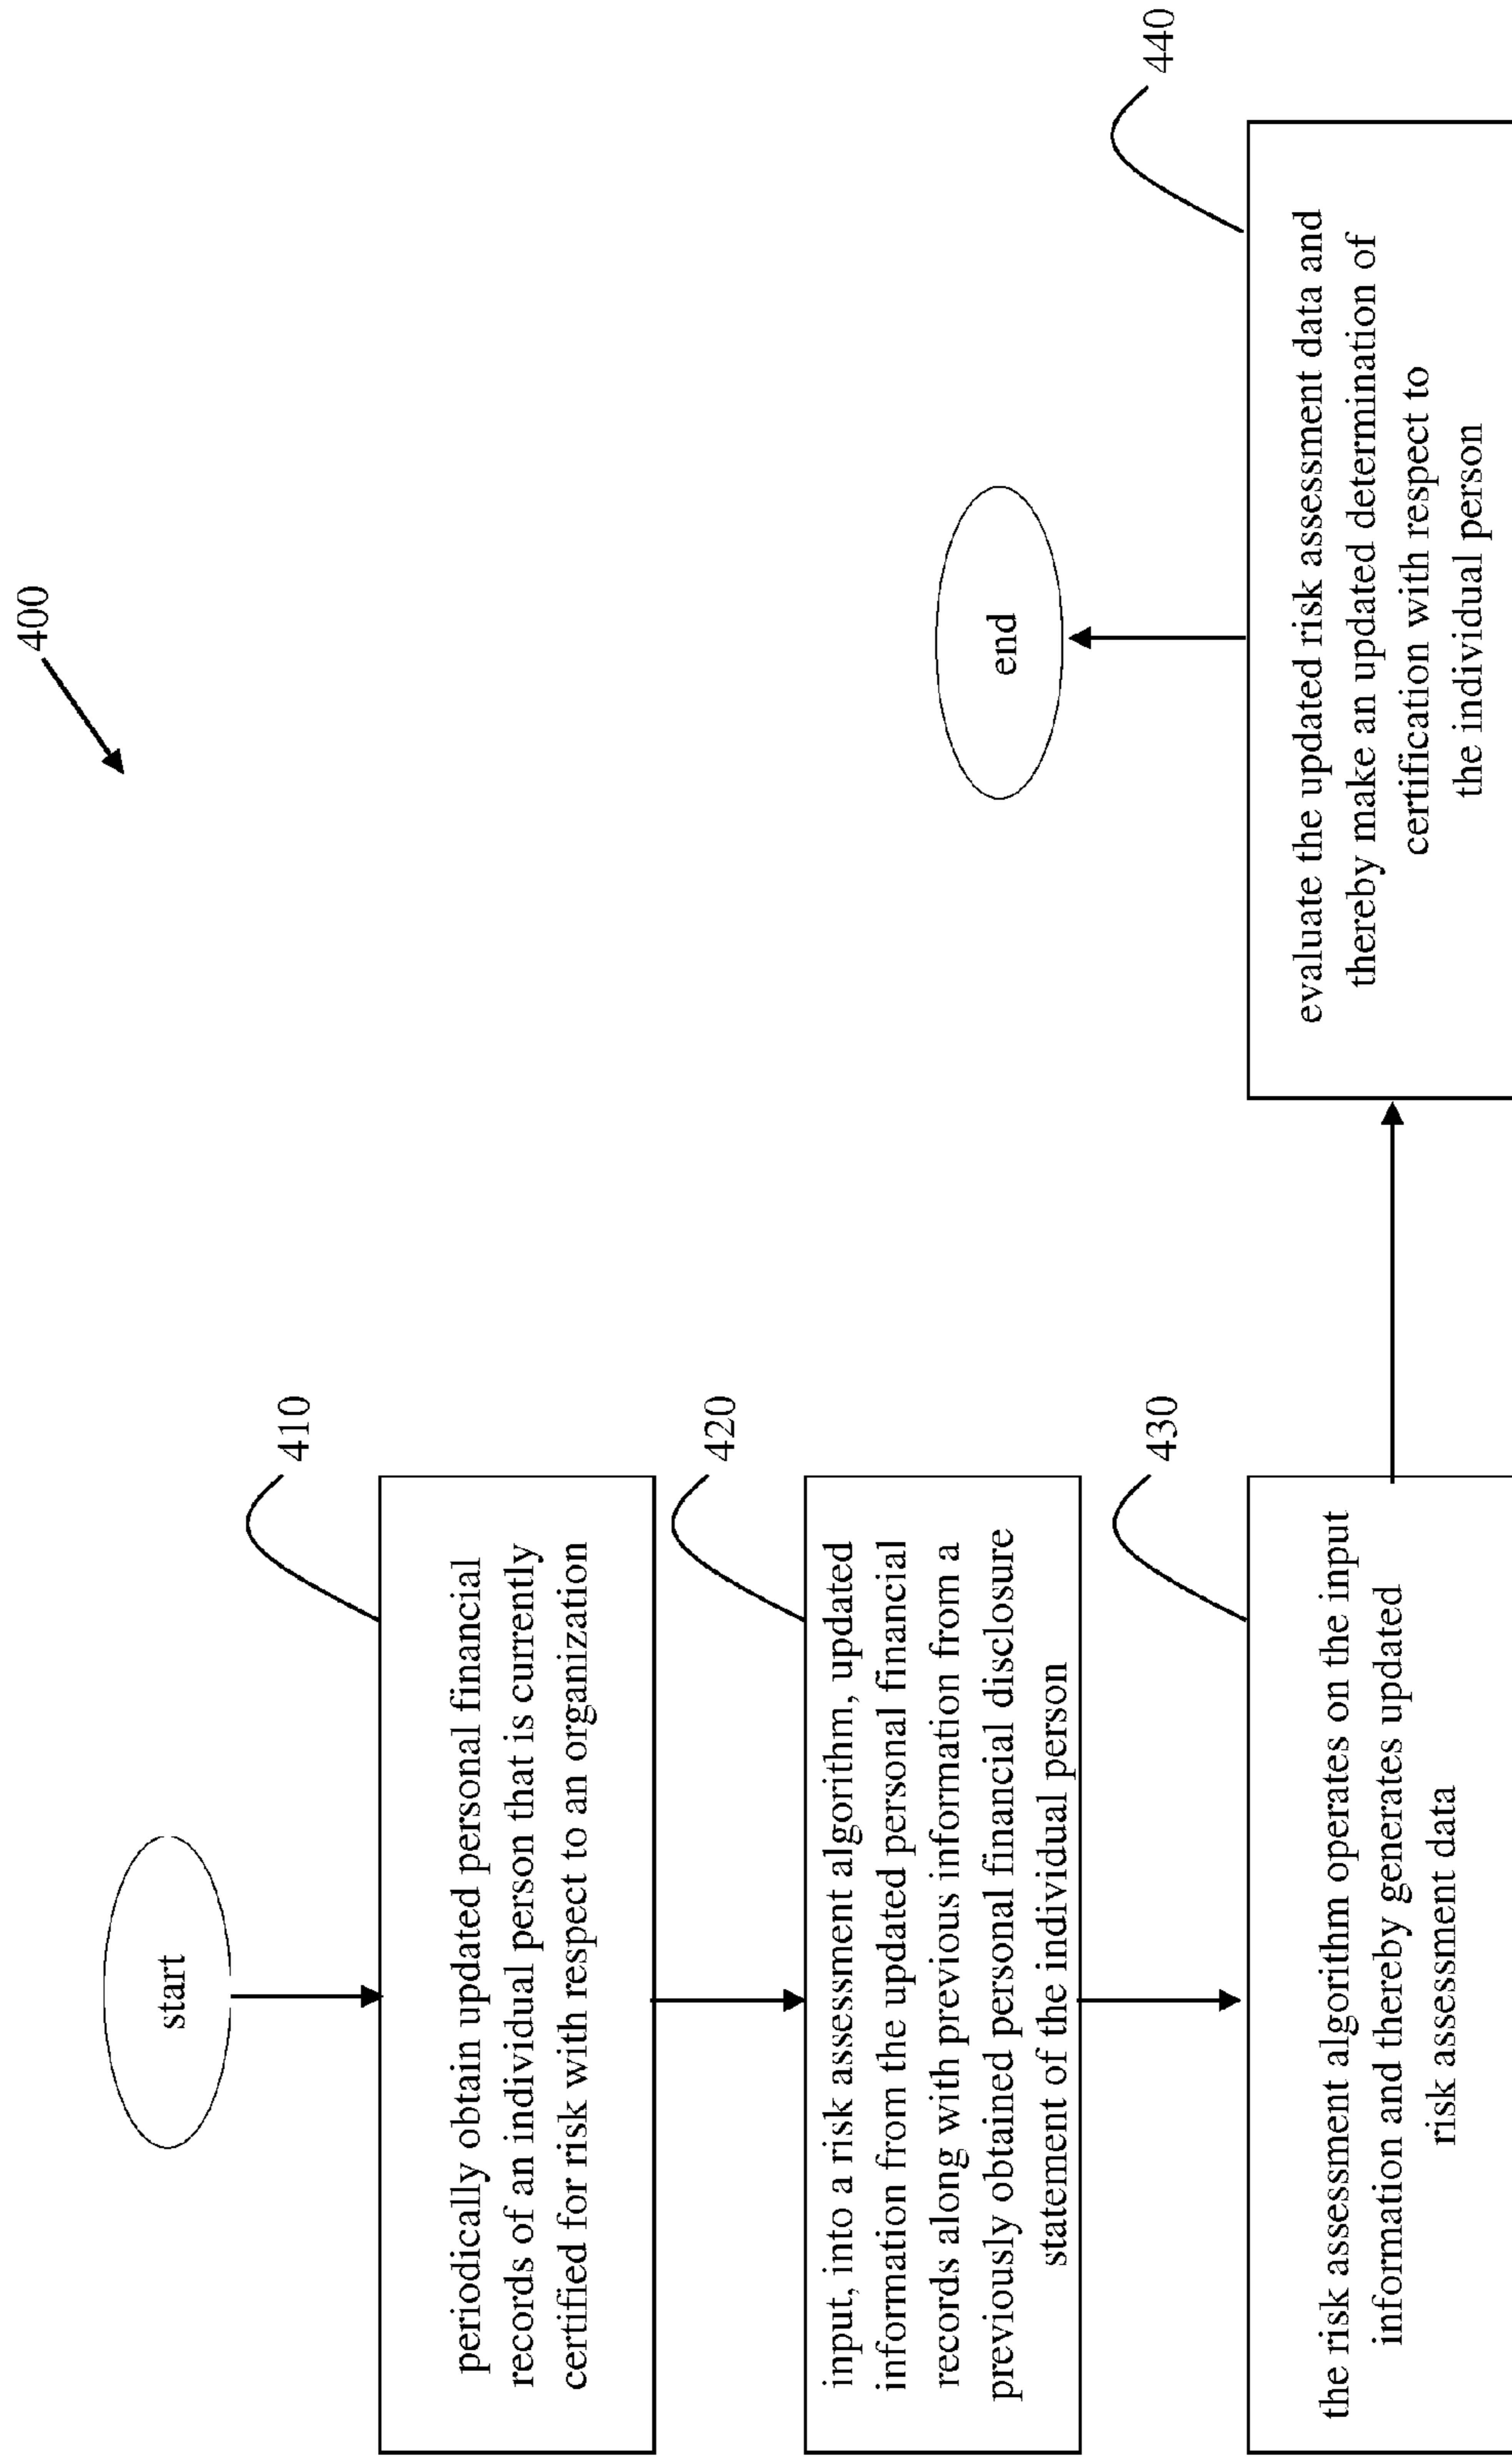 400
start
410
periodically obtain updated personal financial
records of an individual person that is currently
certified for risk with respect to an organization
420
input, into a risk assessment algorithm, updated
information from the updated personal financial
records along with previous information from a
previously obtained personal financial disclosure
statement of the individual person
430
the risk assessment algorithm operates on the input
information and thereby generates updated
risk assessment data
440
evaluate the updated risk assessment data and
thereby make an updated determination of
certification with respect to
the individual person
end